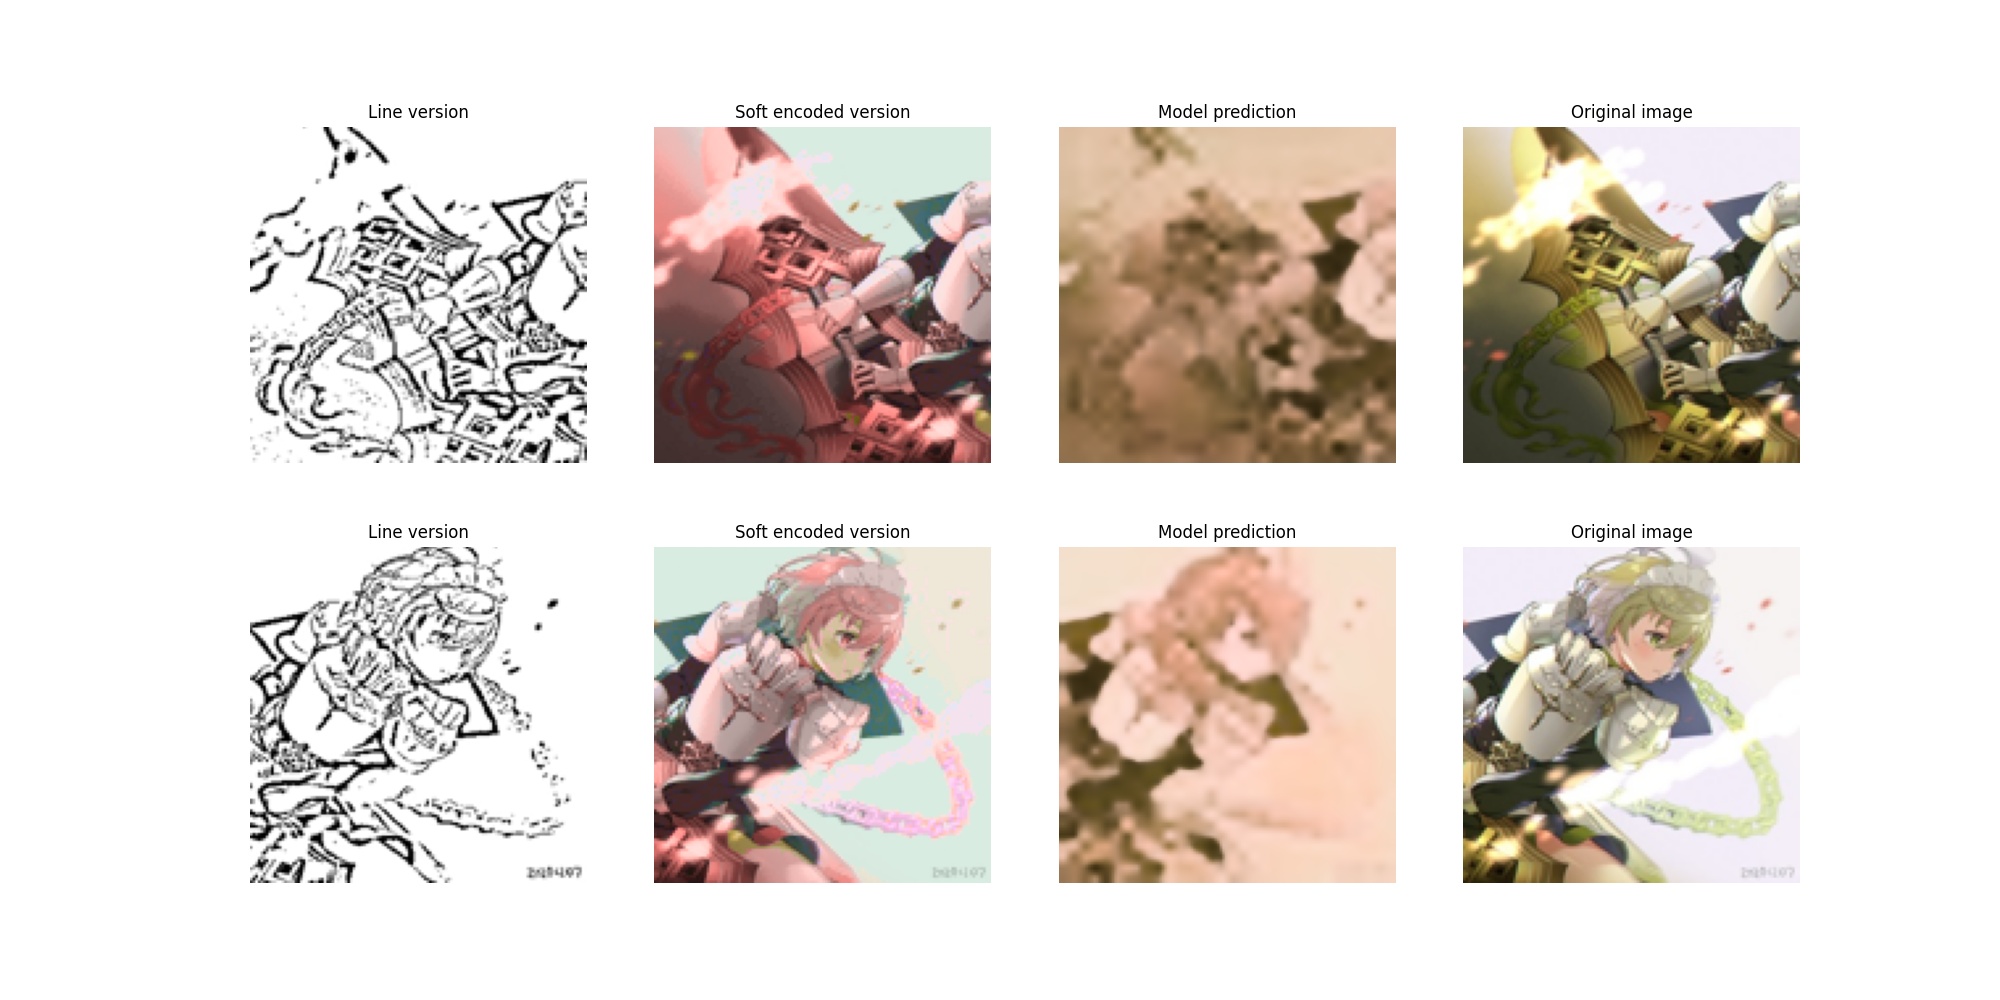 Line version
Soft encoded version
Model prediction
Original image
Line version
Soft encoded version
Model prediction
Original image